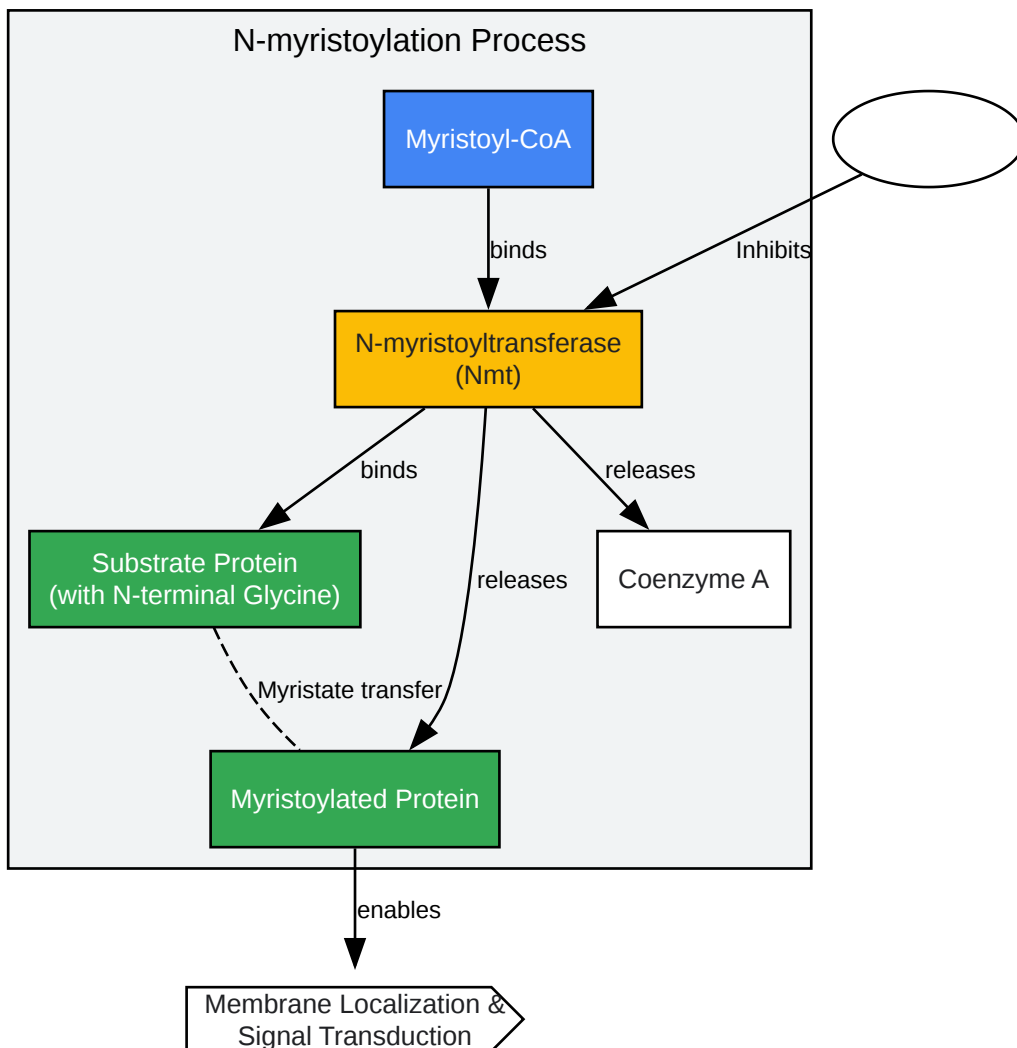 N-myristoylation Process
Myristoyl-CoA
binds
Inhibits
N-myristoyltransferase
(Nmt)
binds
releases
Substrate Protein
(with N-terminal Glycine)
releases
Coenzyme A
Myristate transfer
Myristoylated Protein
enables
Membrane Localization &
Signal Transduction